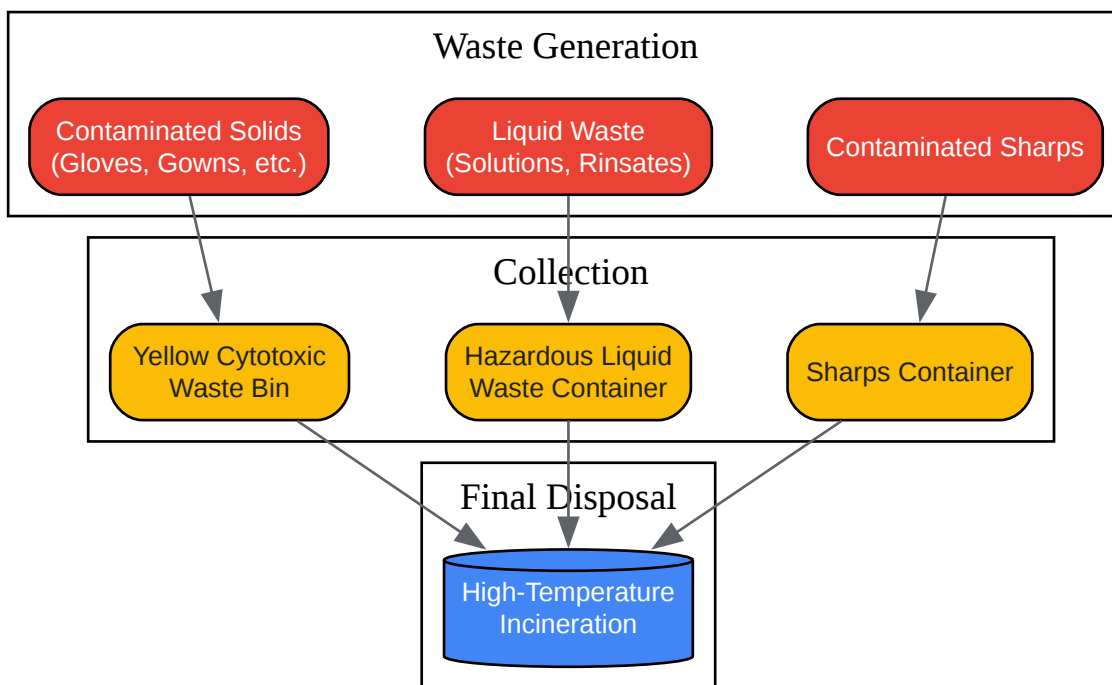 Waste Generation
Contaminated Solids
(Gloves, Gowns, etc.)
Liquid Waste
(Solutions, Rinsates)
Contaminated Sharps
Collection
Yellow Cytotoxic
Waste Bin
Hazardous Liquid
Waste Container
Sharps Container
Final Disposal
High-Temperature
Incineration